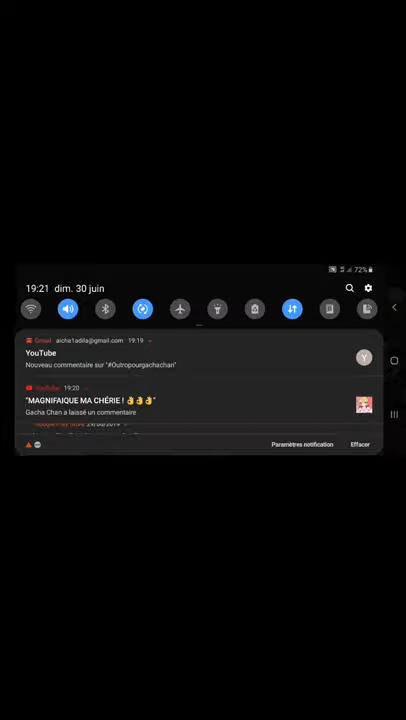 72%
19:21 dim. 30 juin
Gmail aiche1adila@gmail.com 19:19
YouTube
Nouveau commentaire sur "#Outropourgachachan"
Y
YouTube 19:20
"MAGNIFAIQUE MA CHÉRIE ! 👌👌👌"
Gacha Chan a laissé un commentaire
Paramètres notification Effacer